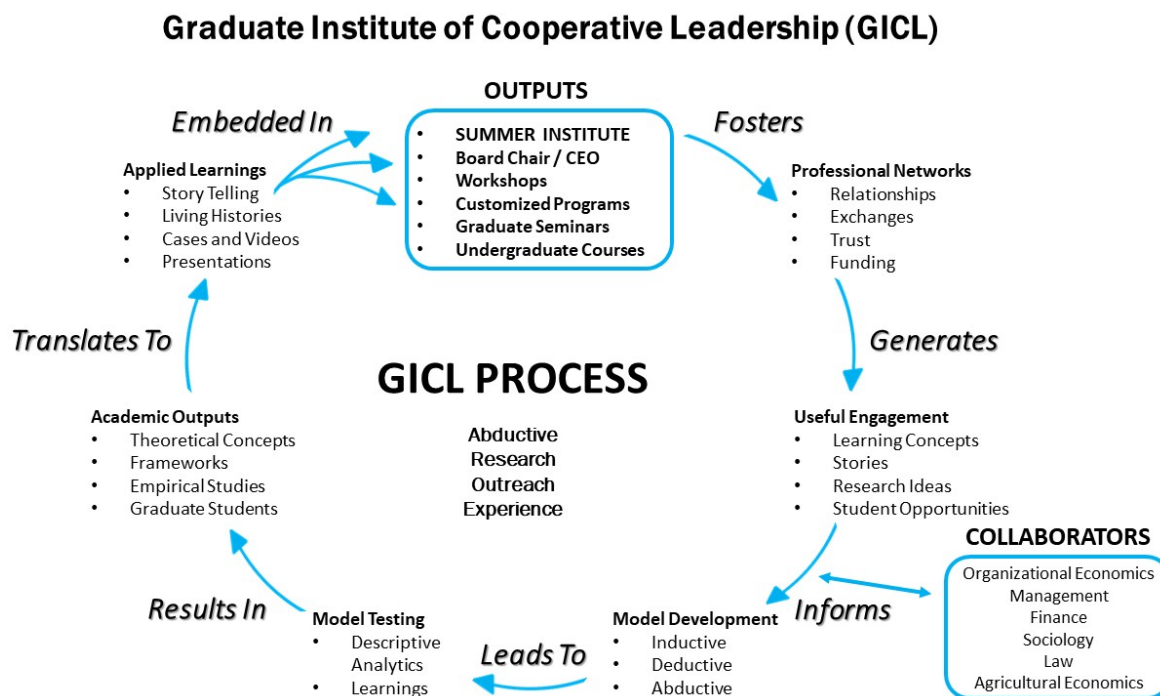 Graduate Institute of Cooperative Leadership (GICL)
OUTPUTS
• SUMMER INSTITUTE
• Board Chair / CEO
• Workshops
• Customized Programs
• Graduate Seminars
• Undergraduate Courses
Fosters
Professional Networks
• Relationships
• Exchanges
• Trust
• Funding
Generates
Useful Engagement
• Learning Concepts
• Stories
• Research Ideas
• Student Opportunities
COLLABORATORS
Organizational Economics
Management
Finance
Sociology
Law
Agricultural Economics
Informs
Model Development
• Inductive
• Deductive
• Abductive
Leads To
Model Testing
• Descriptive
Analytics
• Learnings
Results In
Academic Outputs
• Theoretical Concepts
• Frameworks
• Empirical Studies
• Graduate Students
Translates To
Applied Learnings
• Story Telling
• Living Histories
• Cases and Videos
• Presentations
Embedded In
GICL PROCESS
Abductive
Research
Outreach
Experience